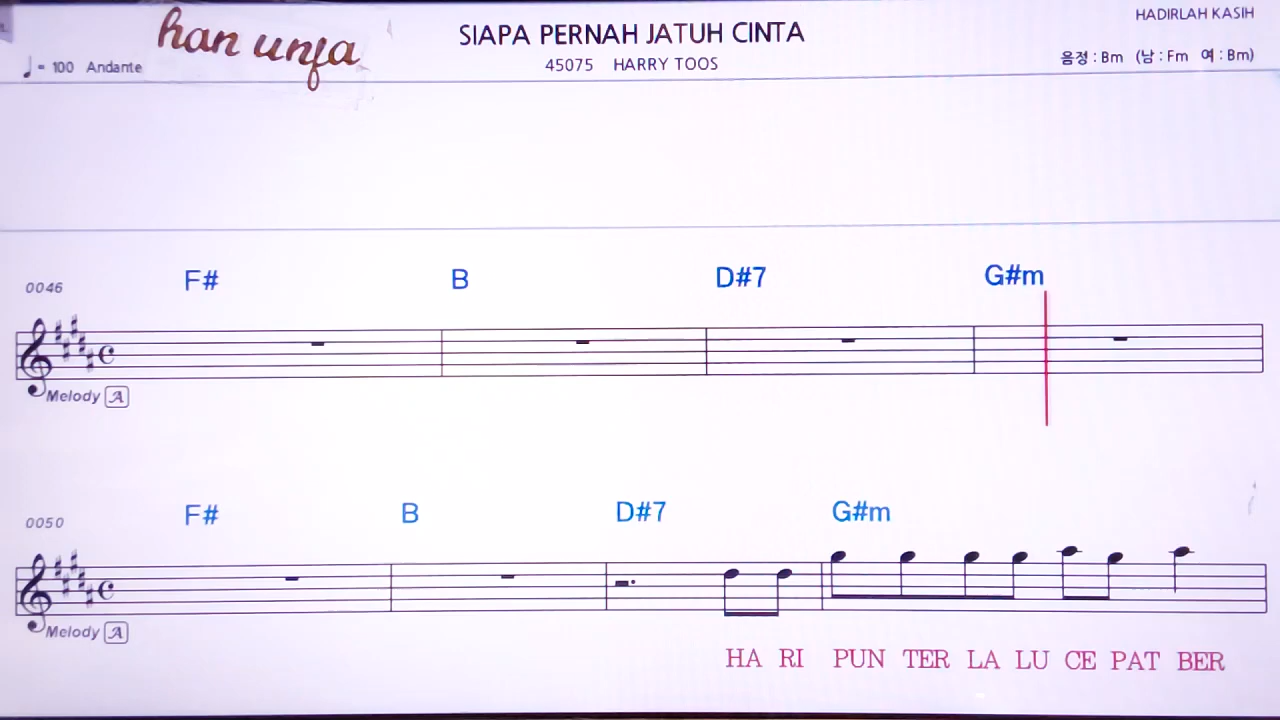 han unfa
SIAPA PERNAH JATUH CINTA
HADIRLAH KASIH
♩= 100 Andante
45075 HARRY TOOS
음정 : Bm (남 : Fm 여 : Bm)
0046 F# B D#7 G#m
Melody A
0050 F# B D#7 G#m
Melody A
HA RI PUN TER LA LU CE PAT BER